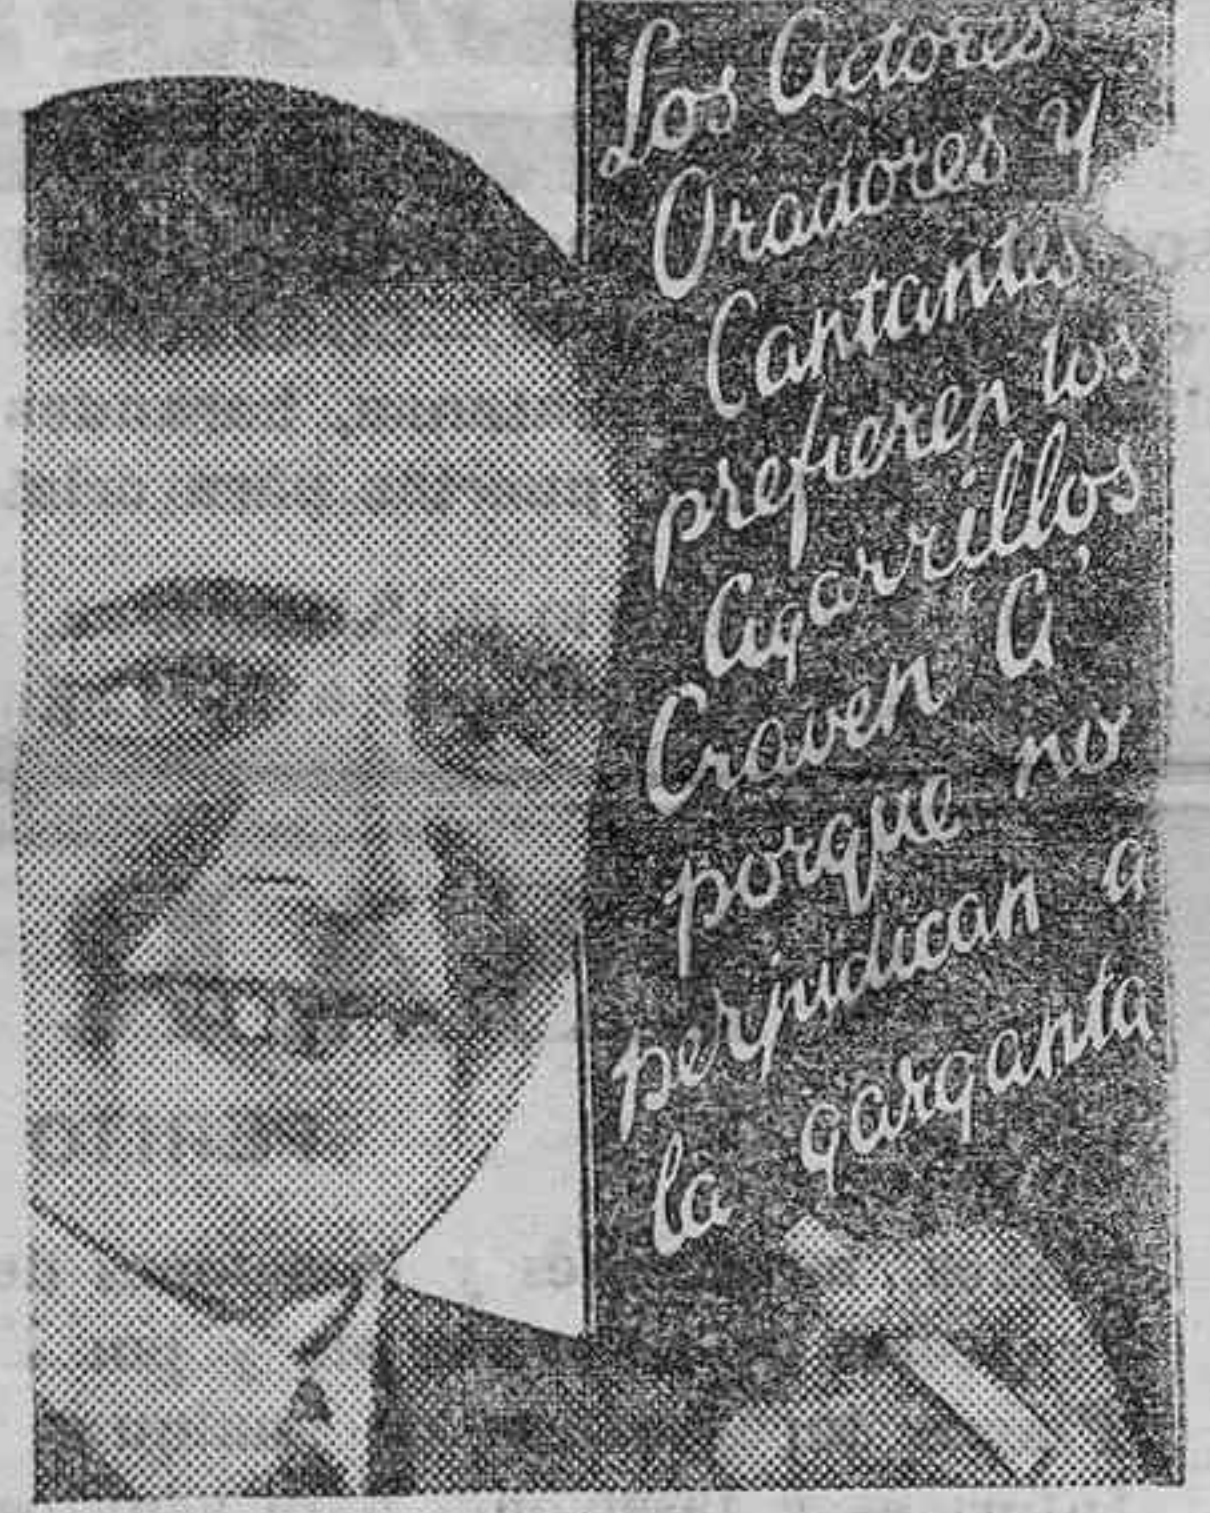 Los Actores
Oradores y
Cantantes
prefieren los
Cigarrillos
Craven 'A'
porque no
perjudican a
la garganta